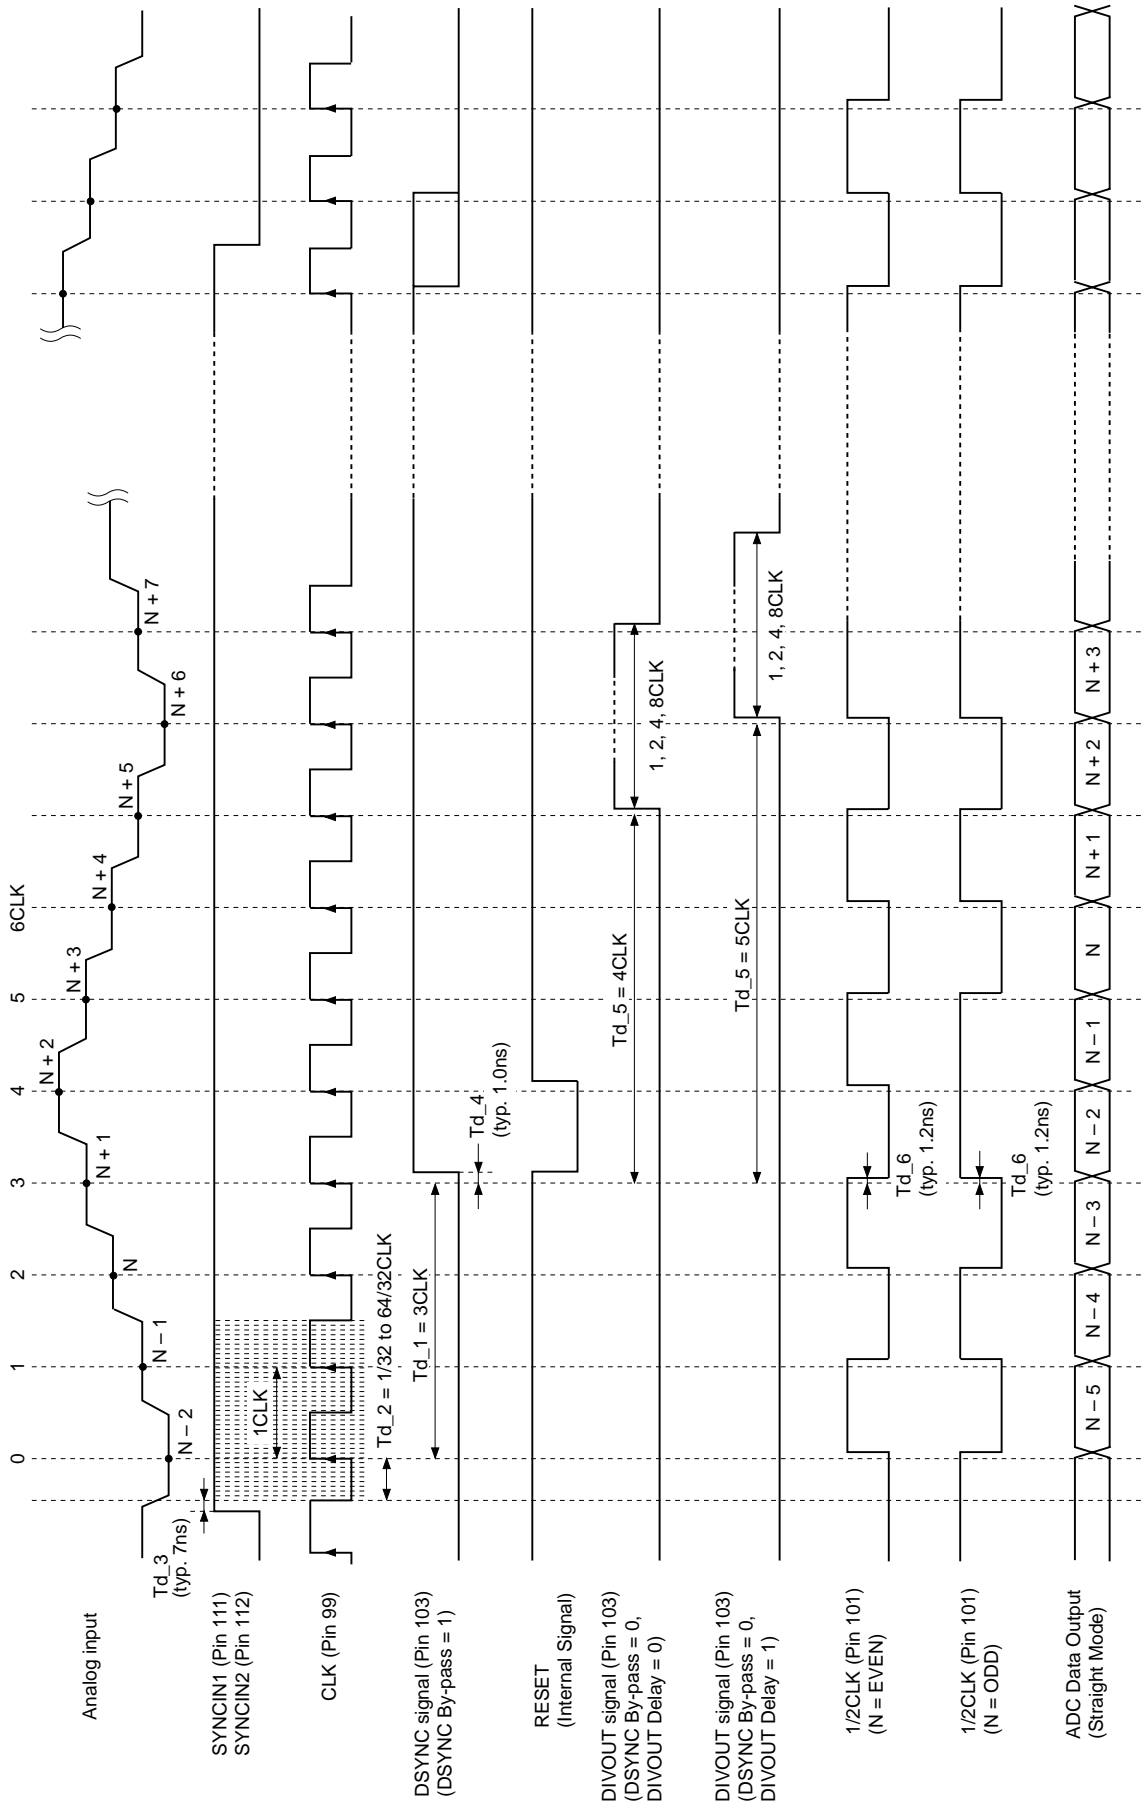 Analog input
Td_3
(typ. 7ns)
0
1
2
3
4
5
6CLK
N – 2
N – 1
N
N + 1
N + 2
N + 3
N + 4
N + 5
N + 6
N + 7
SYNCIN1 (Pin 111)
SYNCIN2 (Pin 112)
1CLK
CLK (Pin 99)
Td_2 = 1/32 to 64/32CLK
DSYNC signal (Pin 103)
(DSYNC By-pass = 1)
Td_1 = 3CLK
Td_4
(typ. 1.0ns)
RESET
(Internal Signal)
DIVOUT signal (Pin 103)
(DSYNC By-pass = 0,
DIVOUT Delay = 0)
Td_5 = 4CLK
1, 2, 4, 8CLK
DIVOUT signal (Pin 103)
(DSYNC By-pass = 0,
DIVOUT Delay = 1)
Td_5 = 5CLK
1, 2, 4, 8CLK
1/2CLK (Pin 101)
(N = EVEN)
Td_6
(typ. 1.2ns)
1/2CLK (Pin 101)
(N = ODD)
Td_6
(typ. 1.2ns)
ADC Data Output
(Straight Mode)
N – 5
N – 4
N – 3
N – 2
N – 1
N
N + 1
N + 2
N + 3